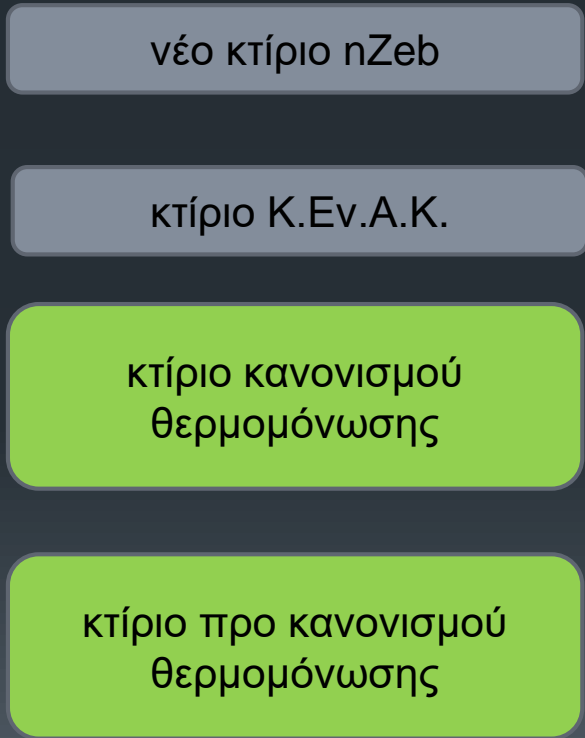 νέο κτίριο nZeb
κτίριο Κ.Εν.Α.Κ.
κτίριο κανονισμού
θερμομόνωσης
κτίριο προ κανονισμού
θερμομόνωσης